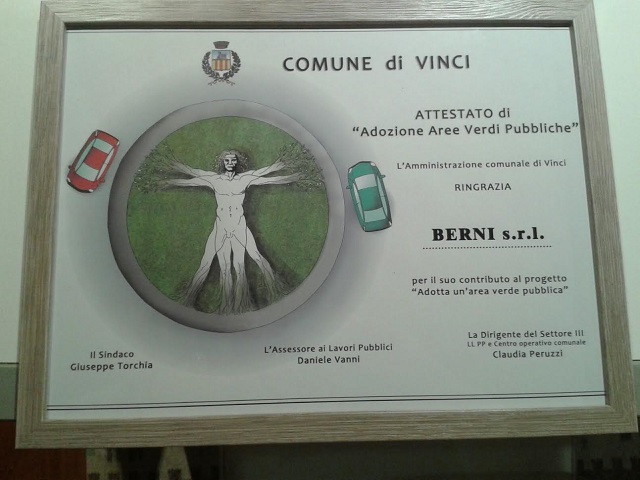 COMUNE di VINCI
ATTESTATO di
“Adozione Aree Verdi Pubbliche”
L'Amministrazione comunale di Vinci
RINGRAZIA
BERNI s.r.l.
per il suo contributo al progetto
“Adotta un'area verde pubblica”
Il Sindaco
Giuseppe Torchia
L'Assessore ai Lavori Pubblici
Daniele Vanni
La Dirigente del Settore III
LL PP e Centro operativo comunale
Claudia Peruzzi